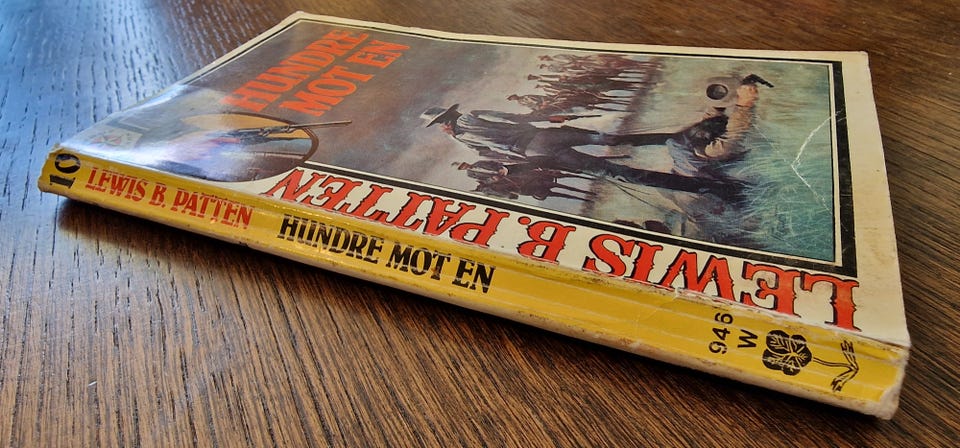 HUNDRE
MOT EN
LEWIS B. PATTEN
10
LEWIS B. PATTEN
HUNDRE MOT EN
946
W